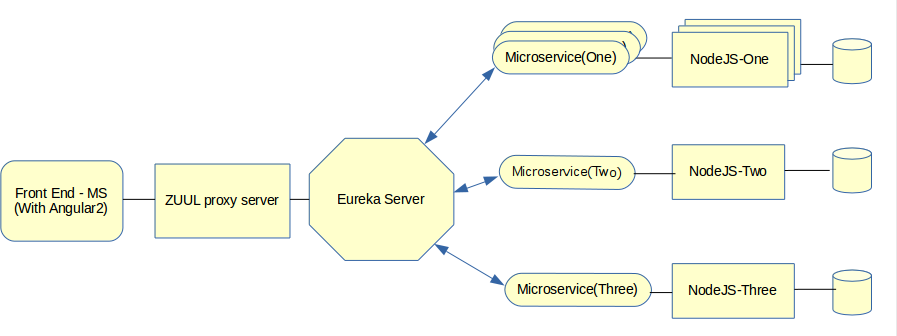 Microservice(One)
NodeJS-One
Front End - MS
(With Angular2)
ZUUL proxy server
Eureka Server
Microservice(Two)
NodeJS-Two
Microservice(Three)
NodeJS-Three